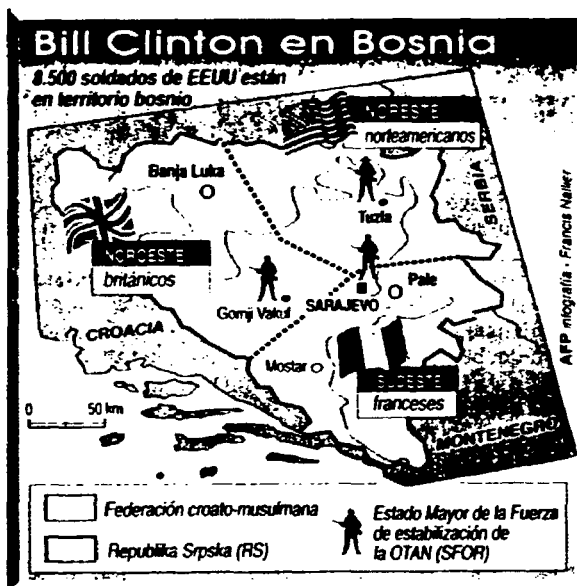 Bill Clinton en Bosnia
8.500 soldados de EEUU están
en territorio bosnio
NORESTE
norteamericanos
Banja Luka
Tuzla
SERBIA
NOROESTE
británicos
Gornji Vakuf
SARAJEVO
Pale
CROACIA
Mostar
SUDESTE
franceses
0 50 km
MONTENEGRO
AFP infografía - Francis Nallier
Federación croato-musulmana
Republika Srpska (RS)
Estado Mayor de la Fuerza
de estabilización de
la OTAN (SFOR)